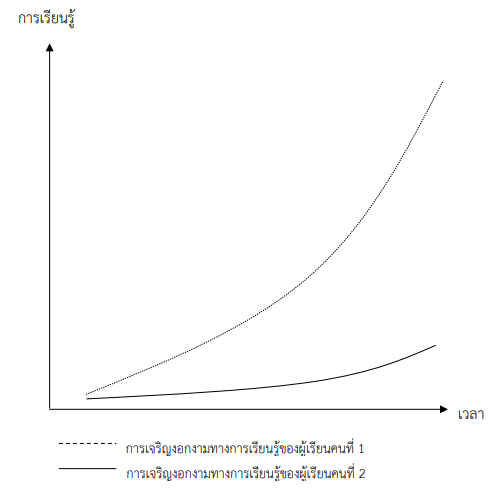 การเรียนรู้
เวลา
การเจริญงอกงามทางการเรียนรู้ของผู้เรียนคนที่ 1
การเจริญงอกงามทางการเรียนรู้ของผู้เรียนคนที่ 2